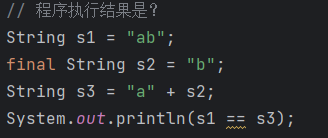 // 程序执行结果是?
String s1 = "ab";
final String s2 = "b";
String s3 = "a" + s2;
System.out.println(s1 == s3);